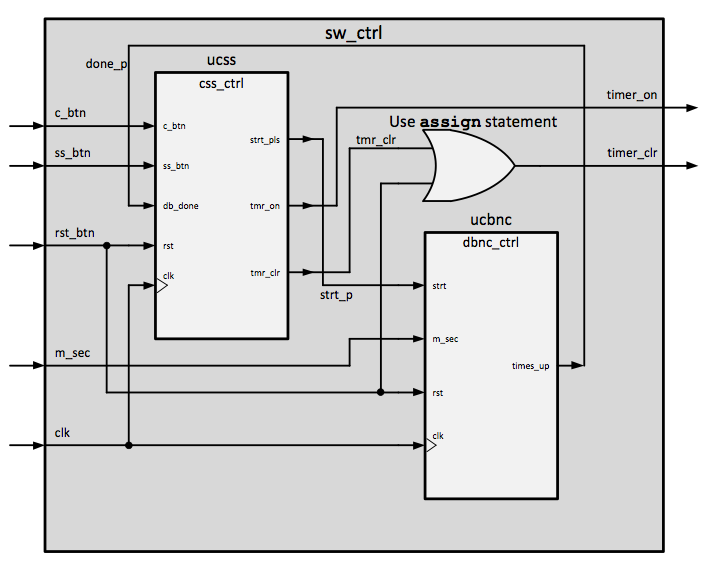 sw_ctrl
done_p
ucss
css_ctrl
timer_on
c_btn
c_btn
Use assign statement
strt_pls
tmr_clr
ss_btn
ss_btn
timer_clr
db_done
tmr_on
ucbnc
rst_btn
rst
dbnc_ctrl
tmr_clr
clk
strt
strt_p
m_sec
m_sec
times_up
rst
clk
clk